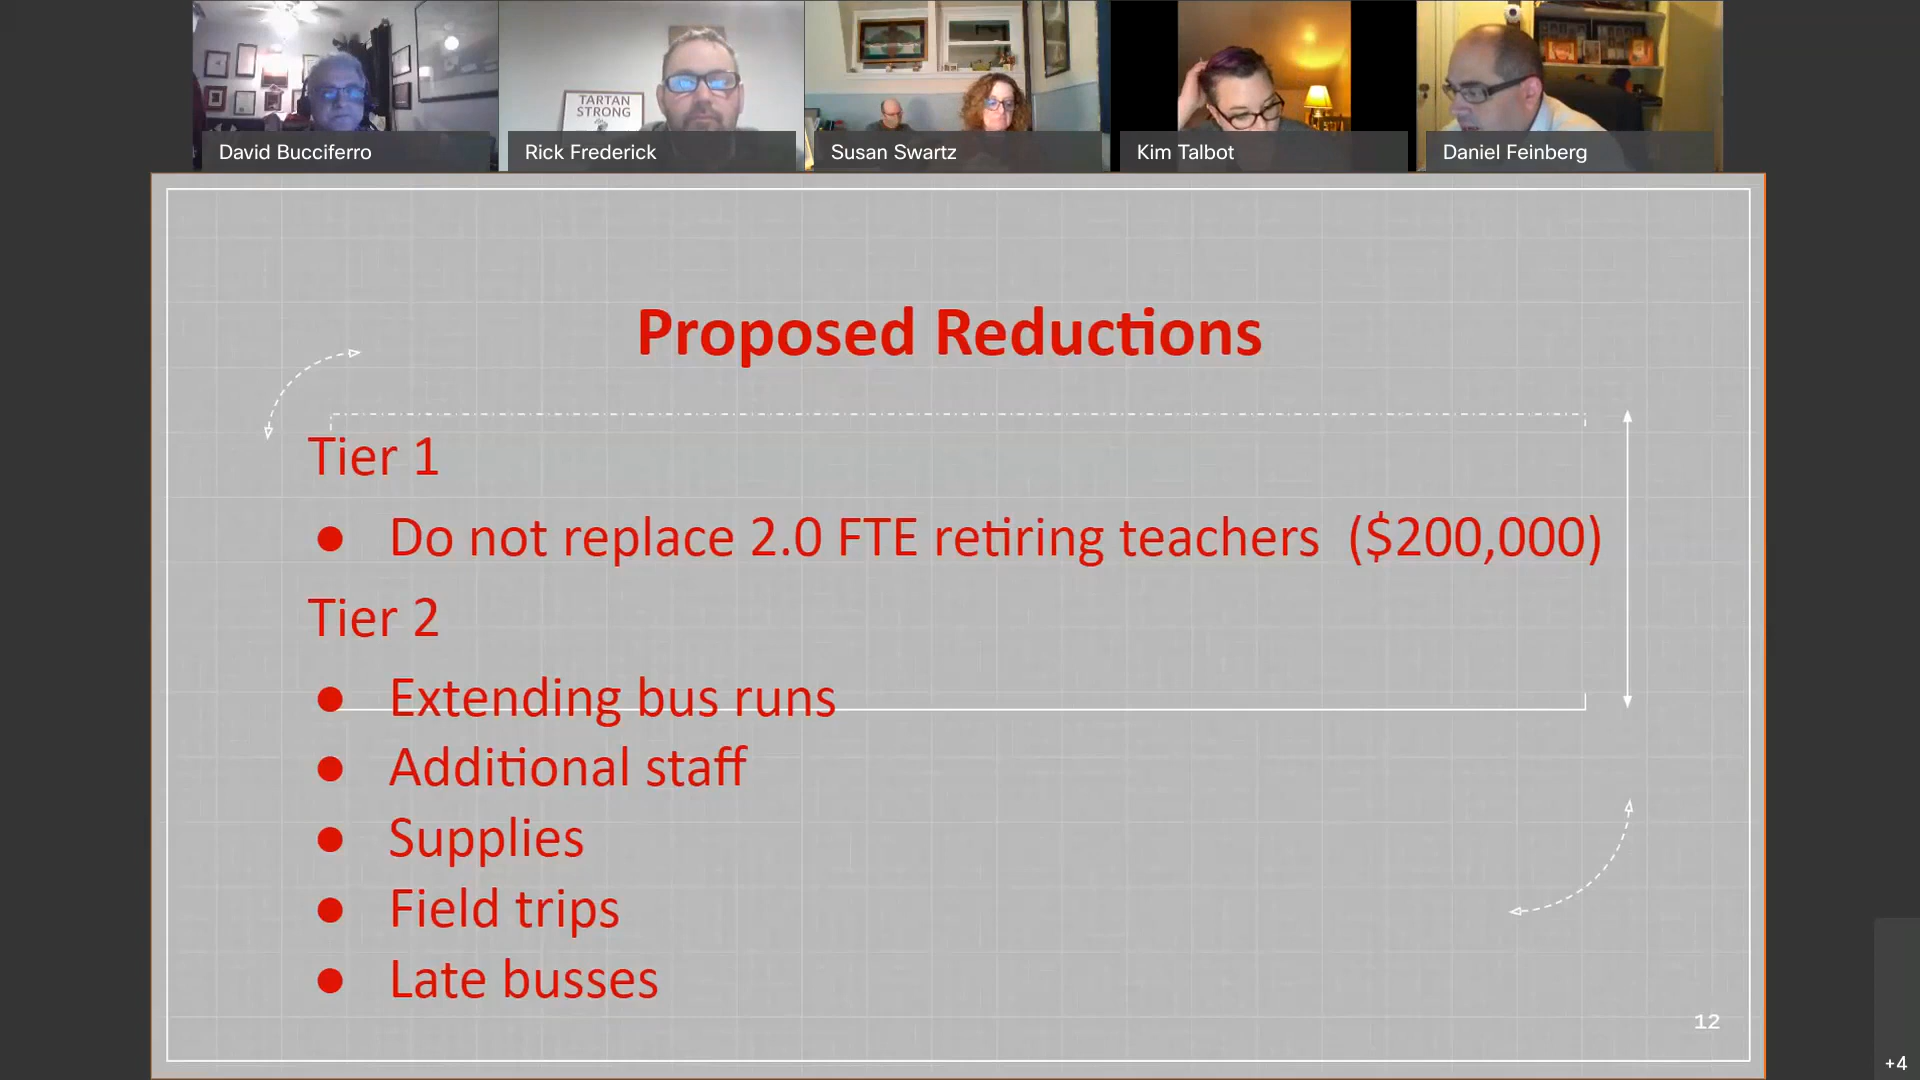 TARTAN
STRONG
David Bucciferro
Rick Frederick
Susan Swartz
Kim Talbot
Daniel Feinberg
Proposed Reductions
Tier 1
● Do not replace 2.0 FTE retiring teachers ($200,000)
Tier 2
● Extending bus runs
● Additional staff
● Supplies
● Field trips
● Late busses
12
+4